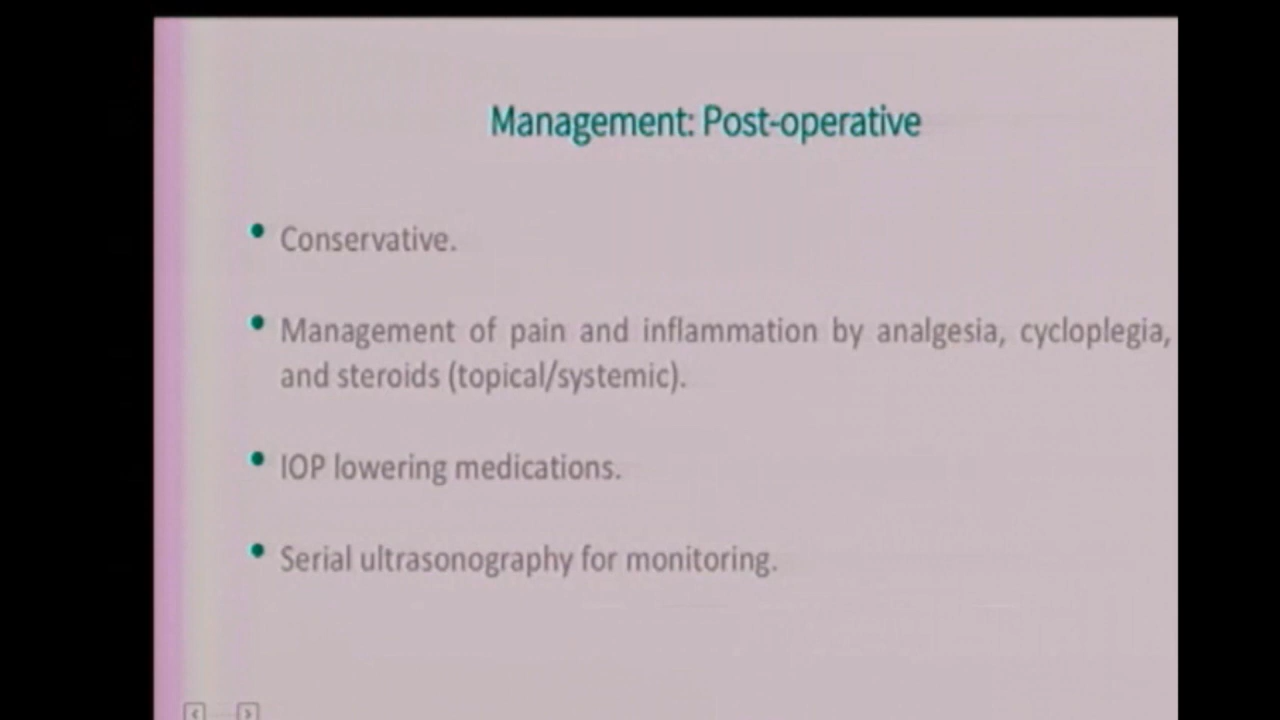 Management: Post-operative
• Conservative.
• Management of pain and inflammation by analgesia, cycloplegia,
and steroids (topical/systemic).
• IOP lowering medications.
• Serial ultrasonography for monitoring.